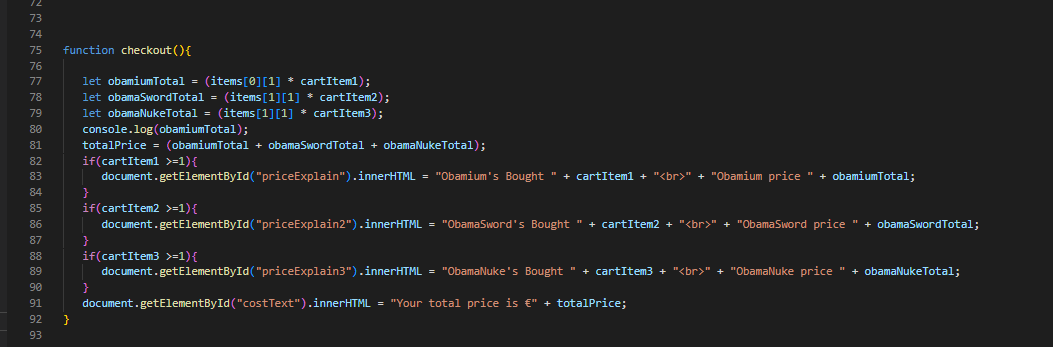 72
73
74
75 function checkout(){
76
77 let obamiumTotal = (items[0][1] * cartItem1);
78 let obamaSwordTotal = (items[1][1] * cartItem2);
79 let obamaNukeTotal = (items[1][1] * cartItem3);
80 console.log(obamiumTotal);
81 totalPrice = (obamiumTotal + obamaSwordTotal + obamaNukeTotal);
82 if(cartItem1 >=1){
83 document.getElementById("priceExplain").innerHTML = "Obamium's Bought " + cartItem1 + "<br>" + "Obamium price " + obamiumTotal;
84 }
85 if(cartItem2 >=1){
86 document.getElementById("priceExplain2").innerHTML = "ObamaSword's Bought " + cartItem2 + "<br>" + "ObamaSword price " + obamaSwordTotal;
87 }
88 if(cartItem3 >=1){
89 document.getElementById("priceExplain3").innerHTML = "ObamaNuke's Bought " + cartItem3 + "<br>" + "ObamaNuke price " + obamaNukeTotal;
90 }
91 document.getElementById("costText").innerHTML = "Your total price is €" + totalPrice;
92 }
93